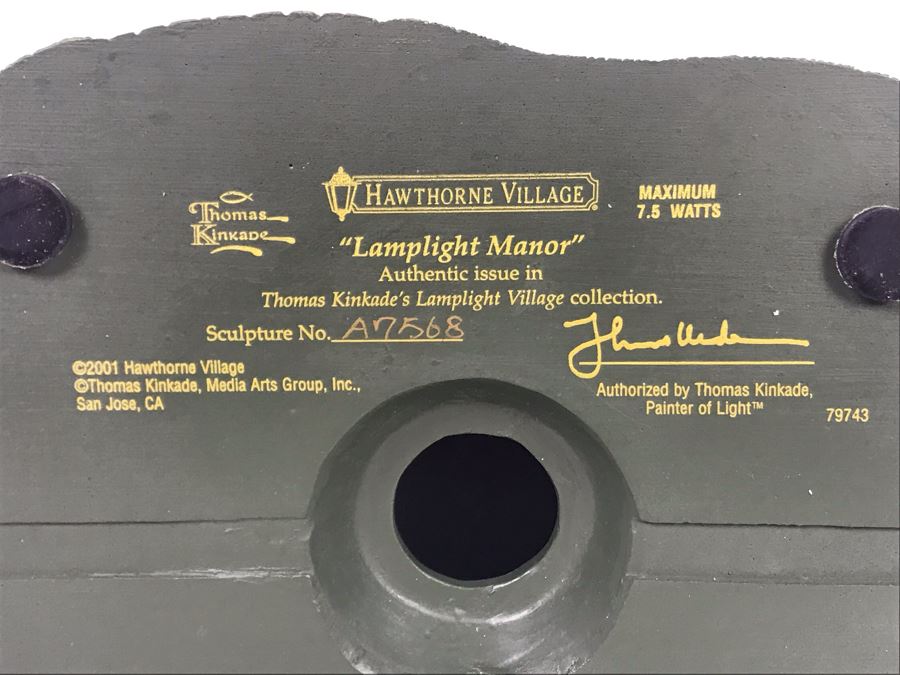 Thomas
Kinkade
HAWTHORNE VILLAGE®
MAXIMUM
7.5 WATTS
"Lamplight Manor"
Authentic issue in
Thomas Kinkade's Lamplight Village collection.
Sculpture No. A7568
©2001 Hawthorne Village
©Thomas Kinkade, Media Arts Group, Inc.,
San Jose, CA
Authorized by Thomas Kinkade,
Painter of Light™
79743